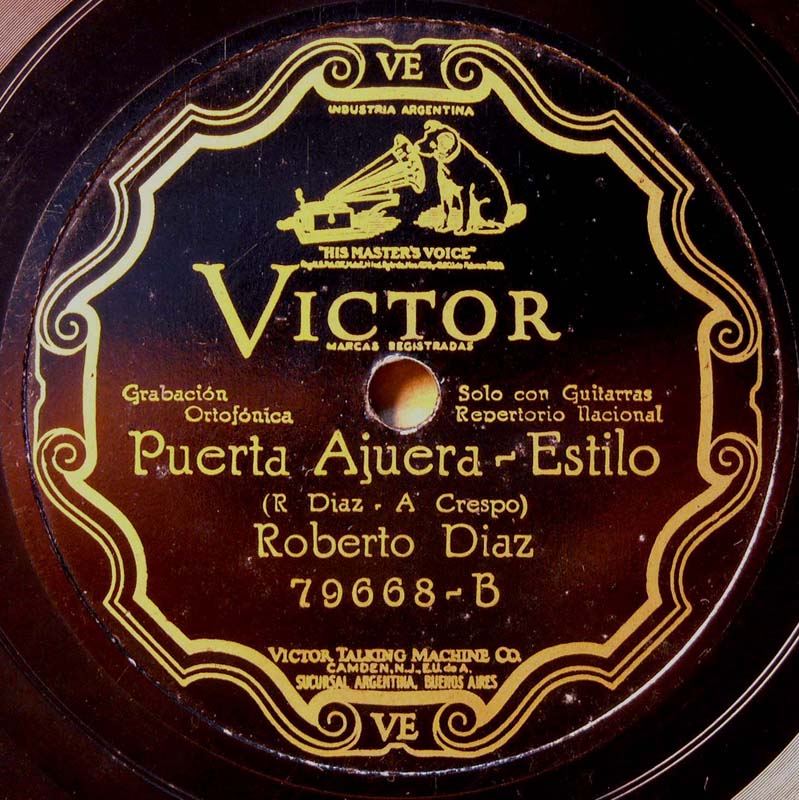 VE
INDUSTRIA ARGENTINA
"HIS MASTER'S VOICE"
VICTOR
MARCAS REGISTRADAS
Grabación
Ortofónica
Solo con Guitarras
Repertorio Nacional
Puerta Ajuera - Estilo
(R Diaz - A Crespo)
Roberto Diaz
79668-B
VICTOR TALKING MACHINE CO.
CAMDEN, N.J., E.U. de A.
SUCURSAL ARGENTINA, BUENOS AIRES
VE